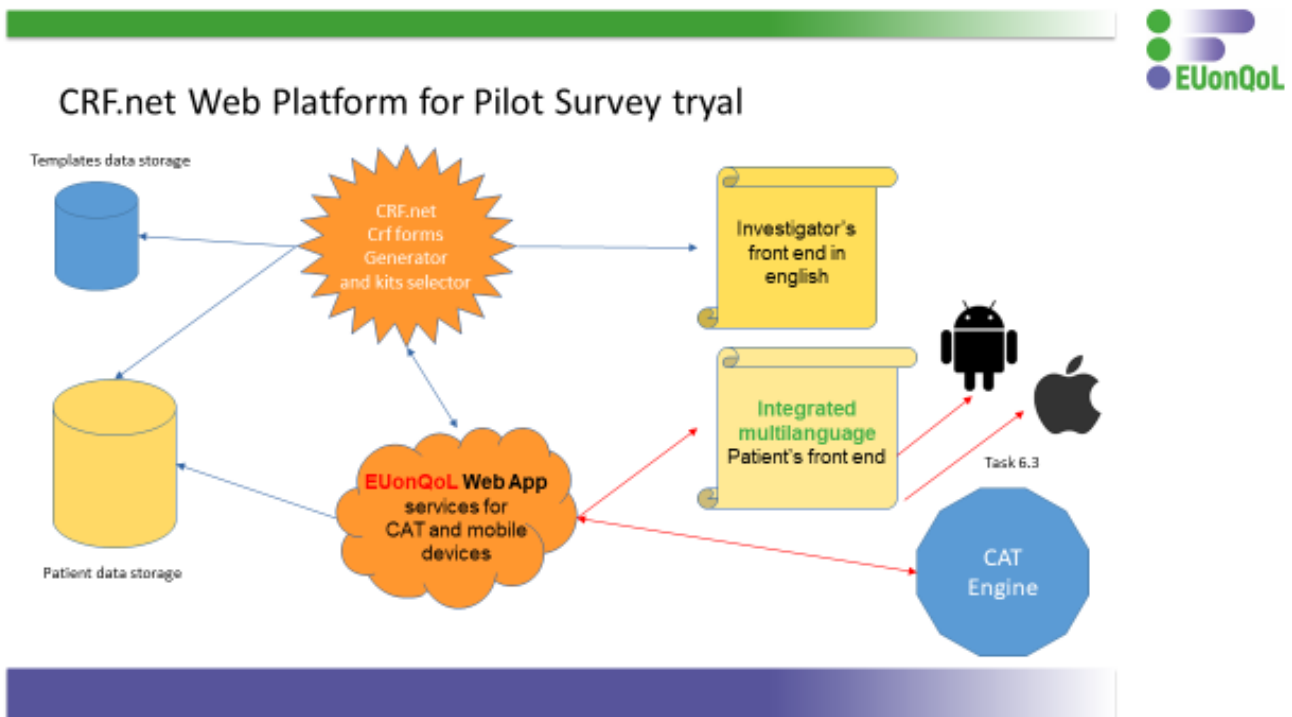 EUonQoL
CRF.net Web Platform for Pilot Survey tryal
Templates data storage
CRF.net
Crf forms
Generator
and kits selector
Investigator's
front end in
english
Integrated
multilanguage
Patient's front end
Task 6.3
EUonQoL Web App
services for
CAT and mobile
devices
CAT
Engine
Patient data storage